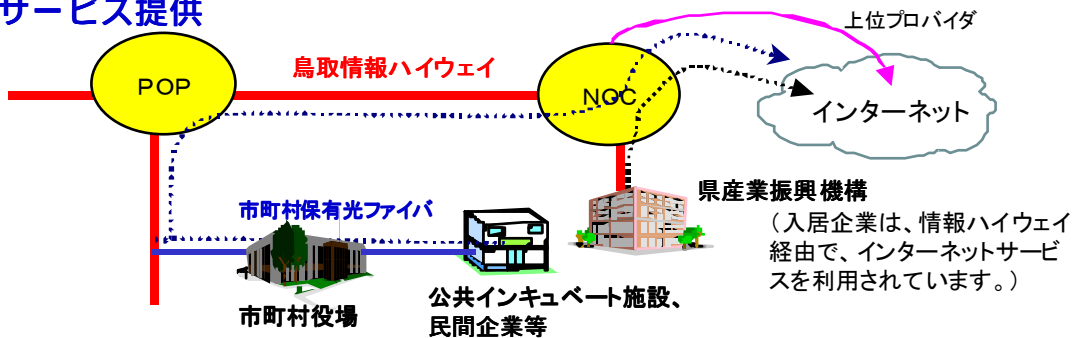 サービス提供
上位プロバイダ
鳥取情報ハイウェイ
POP
NOC
インターネット
県産業振興機構
市町村保有光ファイバ
（入居企業は、情報ハイウェイ
経由で、インターネットサービ
スを利用されています。）
公共インキュベート施設、
民間企業等
市町村役場